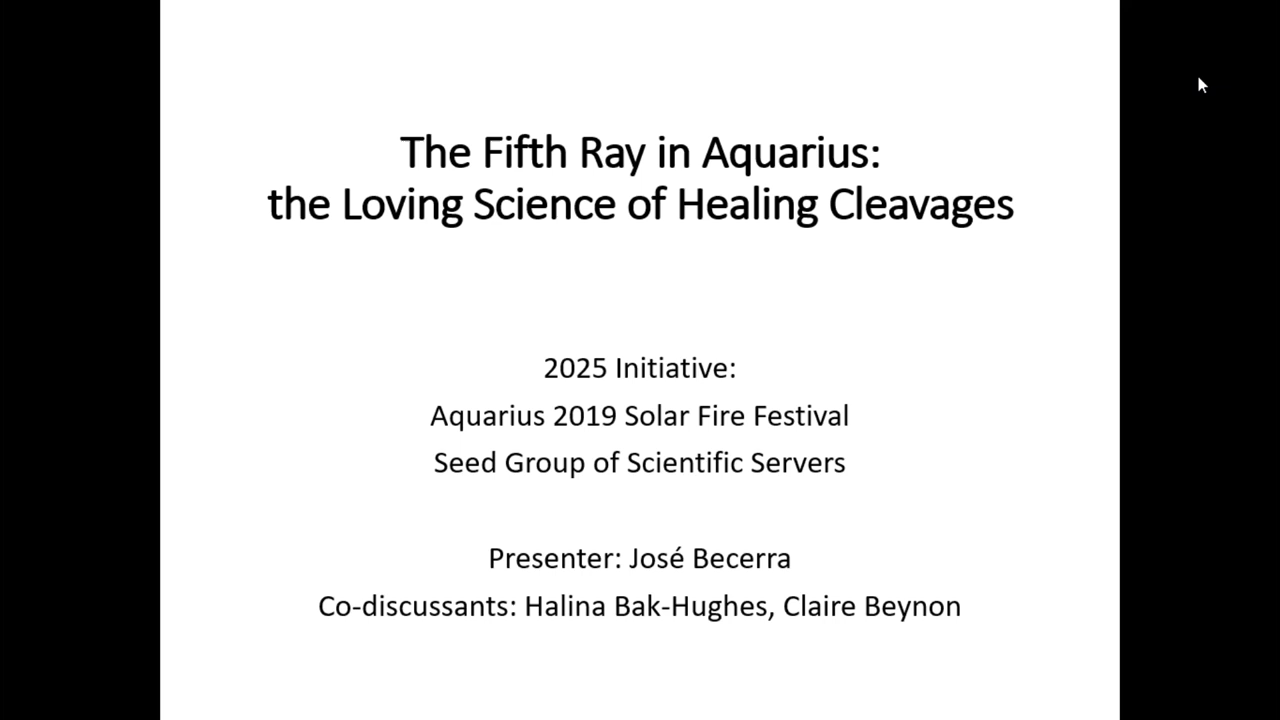 The Fifth Ray in Aquarius:
the Loving Science of Healing Cleavages
2025 Initiative:
Aquarius 2019 Solar Fire Festival
Seed Group of Scientific Servers
Presenter: José Becerra
Co-discussants: Halina Bak-Hughes, Claire Beynon